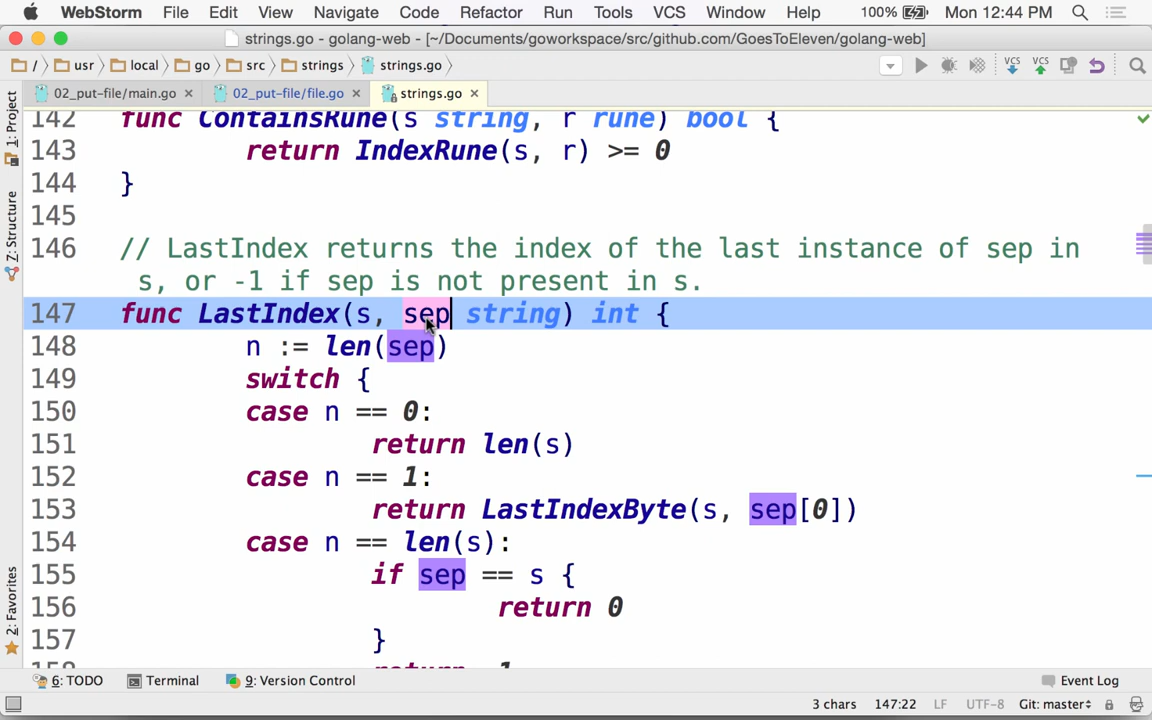 WebStorm File Edit View Navigate Code Refactor Run Tools VCS Window Help 100% Mon 12:44 PM
strings.go - golang-web - [~/Documents/goworkspace/src/github.com/GoesToEleven/golang-web]
/ usr local go src strings strings.go VCS VCS
02_put-file/main.go 02_put-file/file.go strings.go
1: Project
Z: Structure
2: Favorites
142 func ContainsRune(s string, r rune) bool {
143 return IndexRune(s, r) >= 0
144 }
145
146 // LastIndex returns the index of the last instance of sep in
s, or -1 if sep is not present in s.
147 func LastIndex(s, sep string) int {
148 n := len(sep)
149 switch {
150 case n == 0:
151 return len(s)
152 case n == 1:
153 return LastIndexByte(s, sep[0])
154 case n == len(s):
155 if sep == s {
156 return 0
157 }
6: TODO Terminal 9: Version Control Event Log
3 chars 147:22 LF UTF-8 Git: master